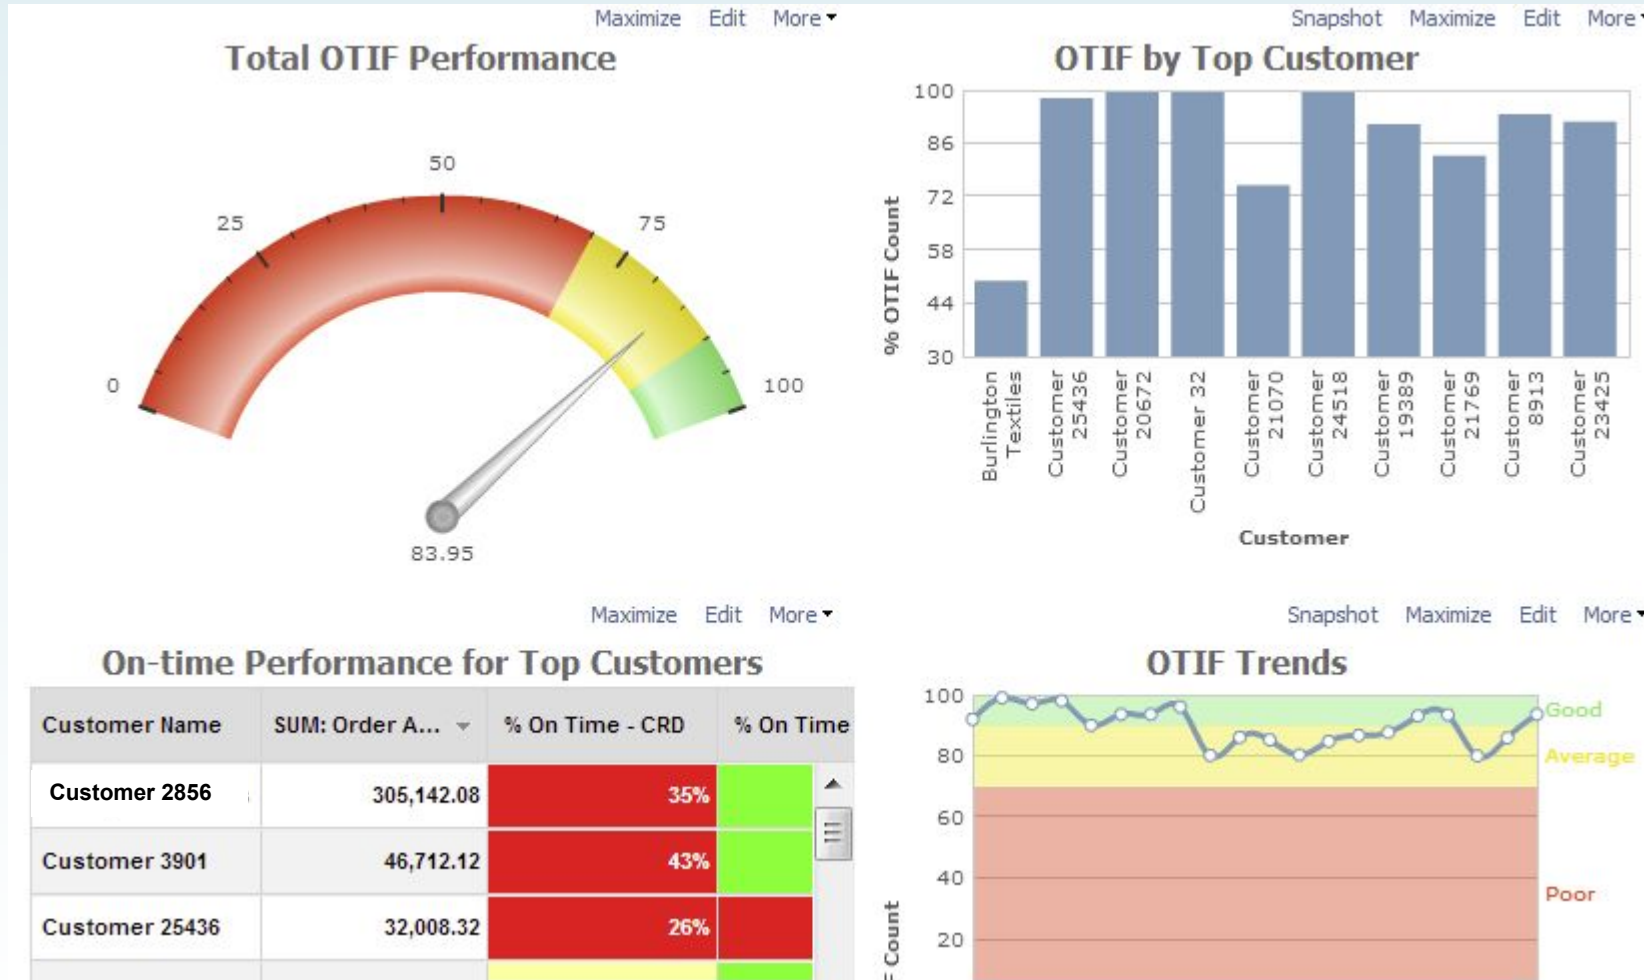 Maximize Edit More
Total OTIF Performance
0
25
50
75
100
83.95
Snapshot Maximize Edit More
OTIF by Top Customer
100
86
72
58
44
30
% OTIF Count
Burlington Textiles
Customer 25436
Customer 20672
Customer 32
Customer 21070
Customer 24518
Customer 19389
Customer 21769
Customer 8913
Customer 23425
Customer
Maximize Edit More
On-time Performance for Top Customers
Customer Name SUM: Order A... % On Time - CRD % On Time
Customer 2856 305,142.08 35%
Customer 3901 46,712.12 43%
Customer 25436 32,008.32 26%
Snapshot Maximize Edit More
OTIF Trends
100
80
60
40
20
Count
Good
Average
Poor